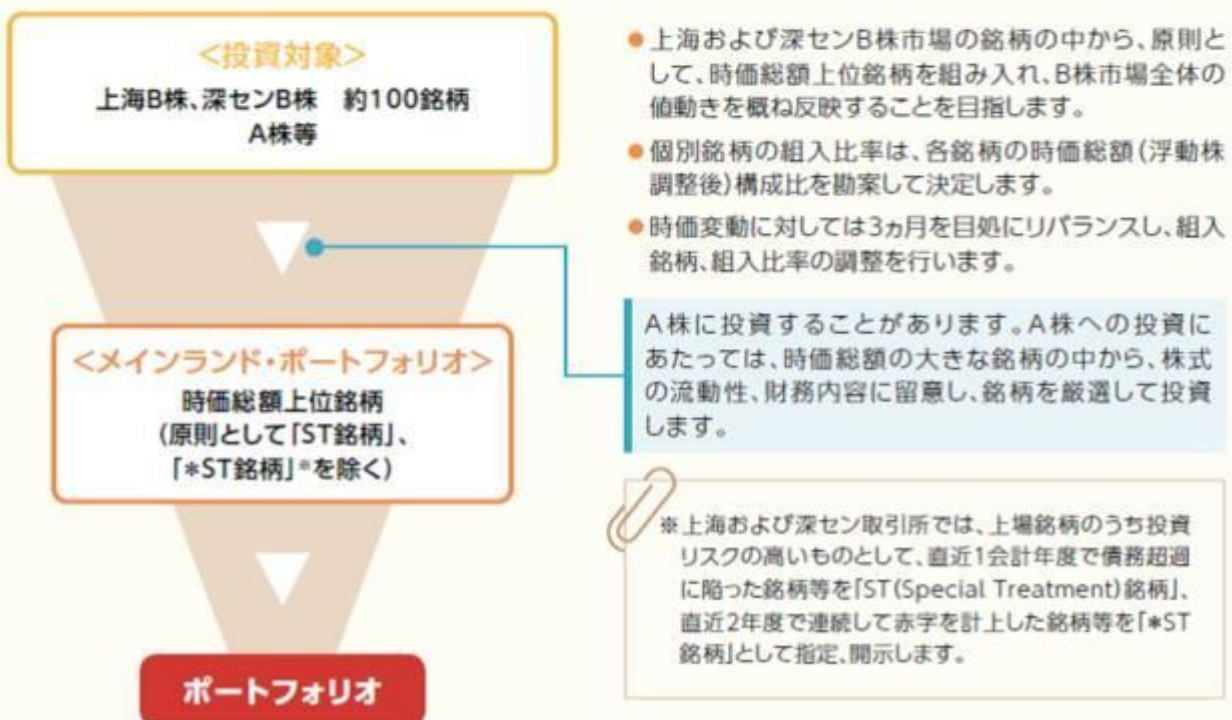 <投資対象>
上海B株、深センB株　約100銘柄
A株等
<メインランド・ポートフォリオ>
時価総額上位銘柄
(原則として「ST銘柄」、
「*ST銘柄」※を除く)
ポートフォリオ
●上海および深センB株市場の銘柄の中から、原則と
して、時価総額上位銘柄を組み入れ、B株市場全体の
値動きを概ね反映することを目指します。
●個別銘柄の組入比率は、各銘柄の時価総額(浮動株
調整後)構成比を勘案して決定します。
●時価変動に対しては3ヵ月を目処にリバランスし、組入
銘柄、組入比率の調整を行います。
A株に投資することがあります。A株への投資に
あたっては、時価総額の大きな銘柄の中から、株式
の流動性、財務内容に留意し、銘柄を厳選して投資
します。
※上海および深セン取引所では、上場銘柄のうち投資
リスクの高いものとして、直近1会計年度で債務超過
に陥った銘柄等を「ST(Special Treatment)銘柄」、
直近2年度で連続して赤字を計上した銘柄等を「*ST
銘柄」として指定、開示します。